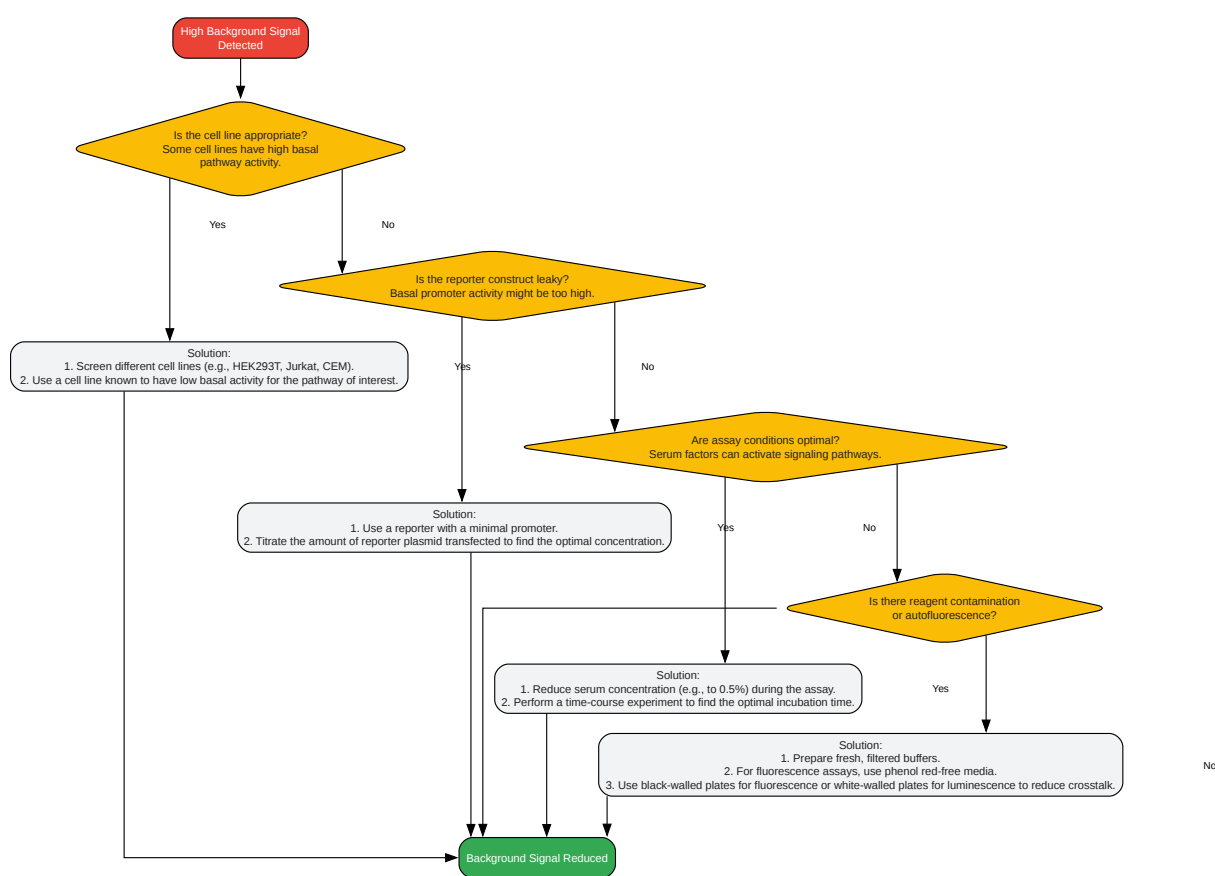 High Background Signal
Detected
Is the cell line appropriate?
Some cell lines have high basal
pathway activity.
Yes
No
Is the reporter construct leaky?
Basal promoter activity might be too high.
Solution:
1. Screen different cell lines (e.g., HEK293T, Jurkat, CEM).
2. Use a cell line known to have low basal activity for the pathway of interest.
Yes
No
Are assay conditions optimal?
Serum factors can activate signaling pathways.
Solution:
1. Use a reporter with a minimal promoter.
2. Titrate the amount of reporter plasmid transfected to find the optimal concentration.
Yes
No
Is there reagent contamination
or autofluorescence?
Solution:
1. Reduce serum concentration (e.g., to 0.5%) during the assay.
2. Perform a time-course experiment to find the optimal incubation time.
Yes
Solution:
1. Prepare fresh, filtered buffers.
2. For fluorescence assays, use phenol red-free media.
3. Use black-walled plates for fluorescence or white-walled plates for luminescence to reduce crosstalk.
No
Background Signal Reduced